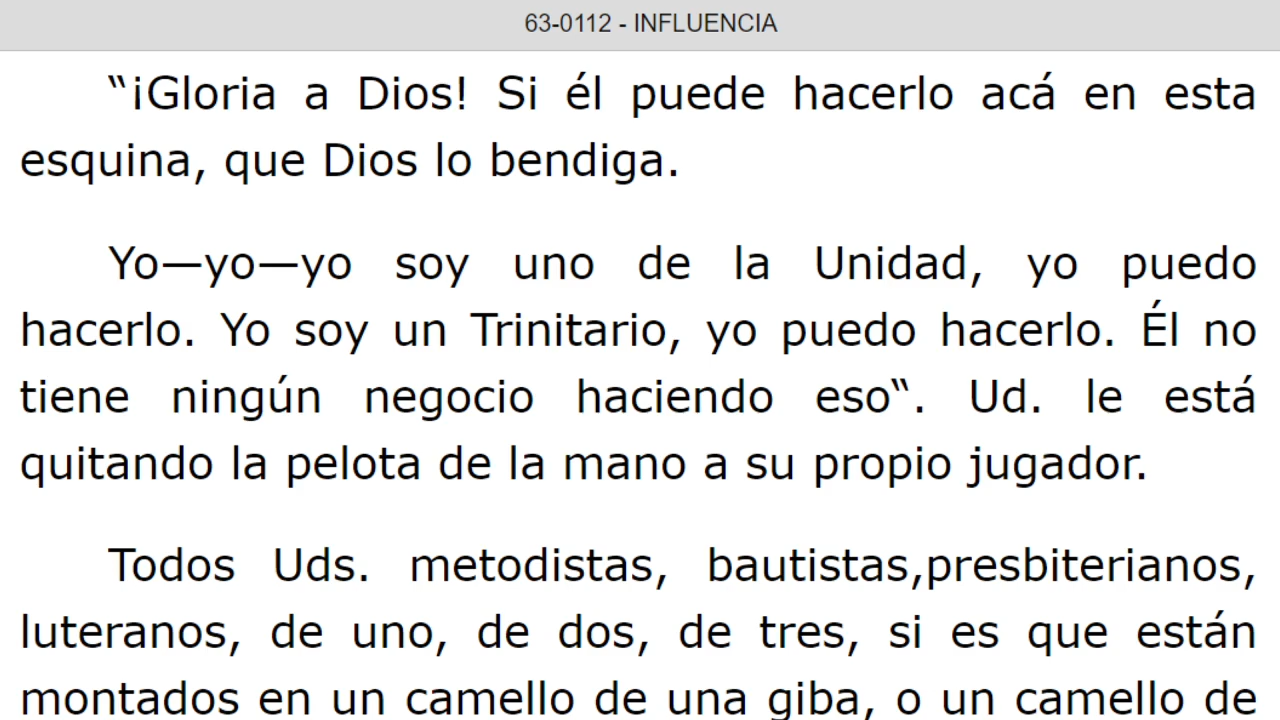 63-0112 - INFLUENCIA
“¡Gloria a Dios! Si él puede hacerlo acá en esta
esquina, que Dios lo bendiga.
Yo—yo—yo soy uno de la Unidad, yo puedo
hacerlo. Yo soy un Trinitario, yo puedo hacerlo. Él no
tiene ningún negocio haciendo eso“. Ud. le está
quitando la pelota de la mano a su propio jugador.
Todos Uds. metodistas, bautistas,presbiterianos,
luteranos, de uno, de dos, de tres, si es que están
montados en un camello de una giba, o un camello de